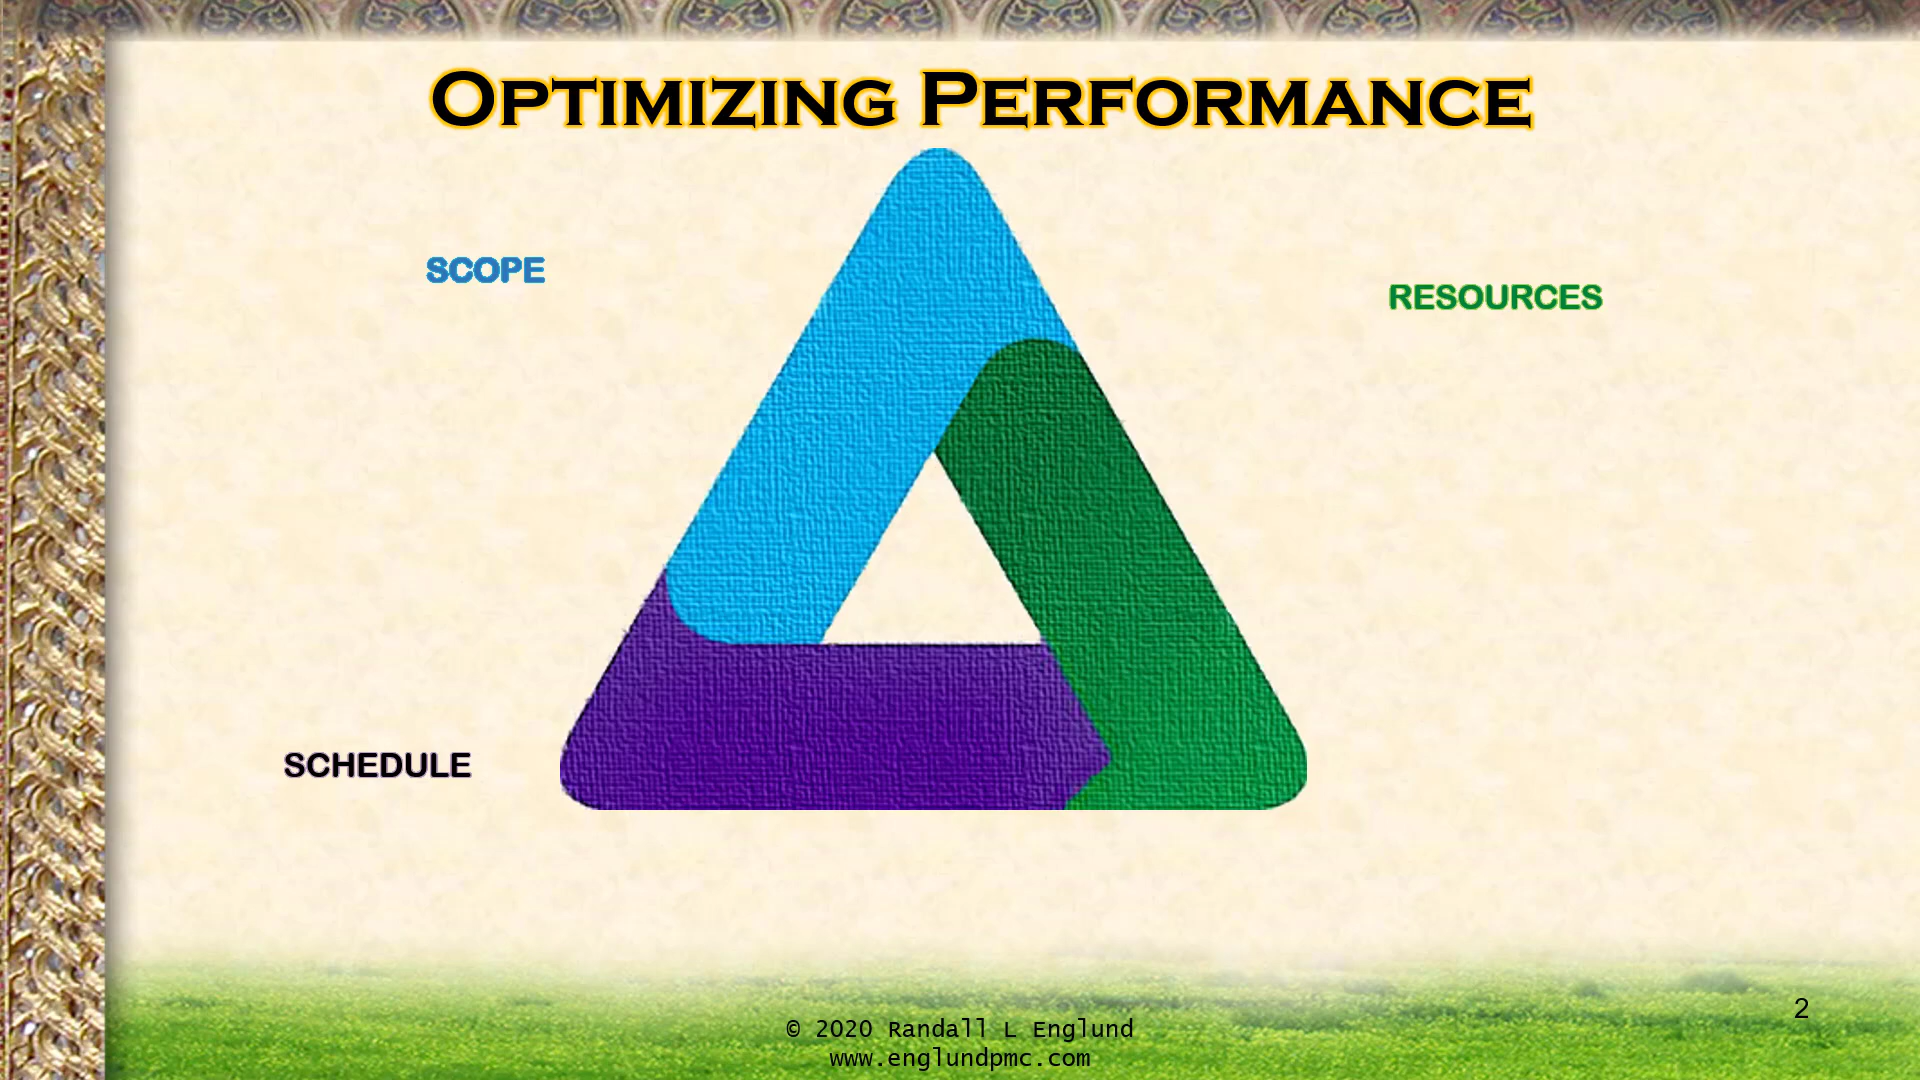 OPTIMIZING PERFORMANCE
SCOPE
RESOURCES
SCHEDULE
2
© 2020 Randall L Englund
www.englundpmc.com